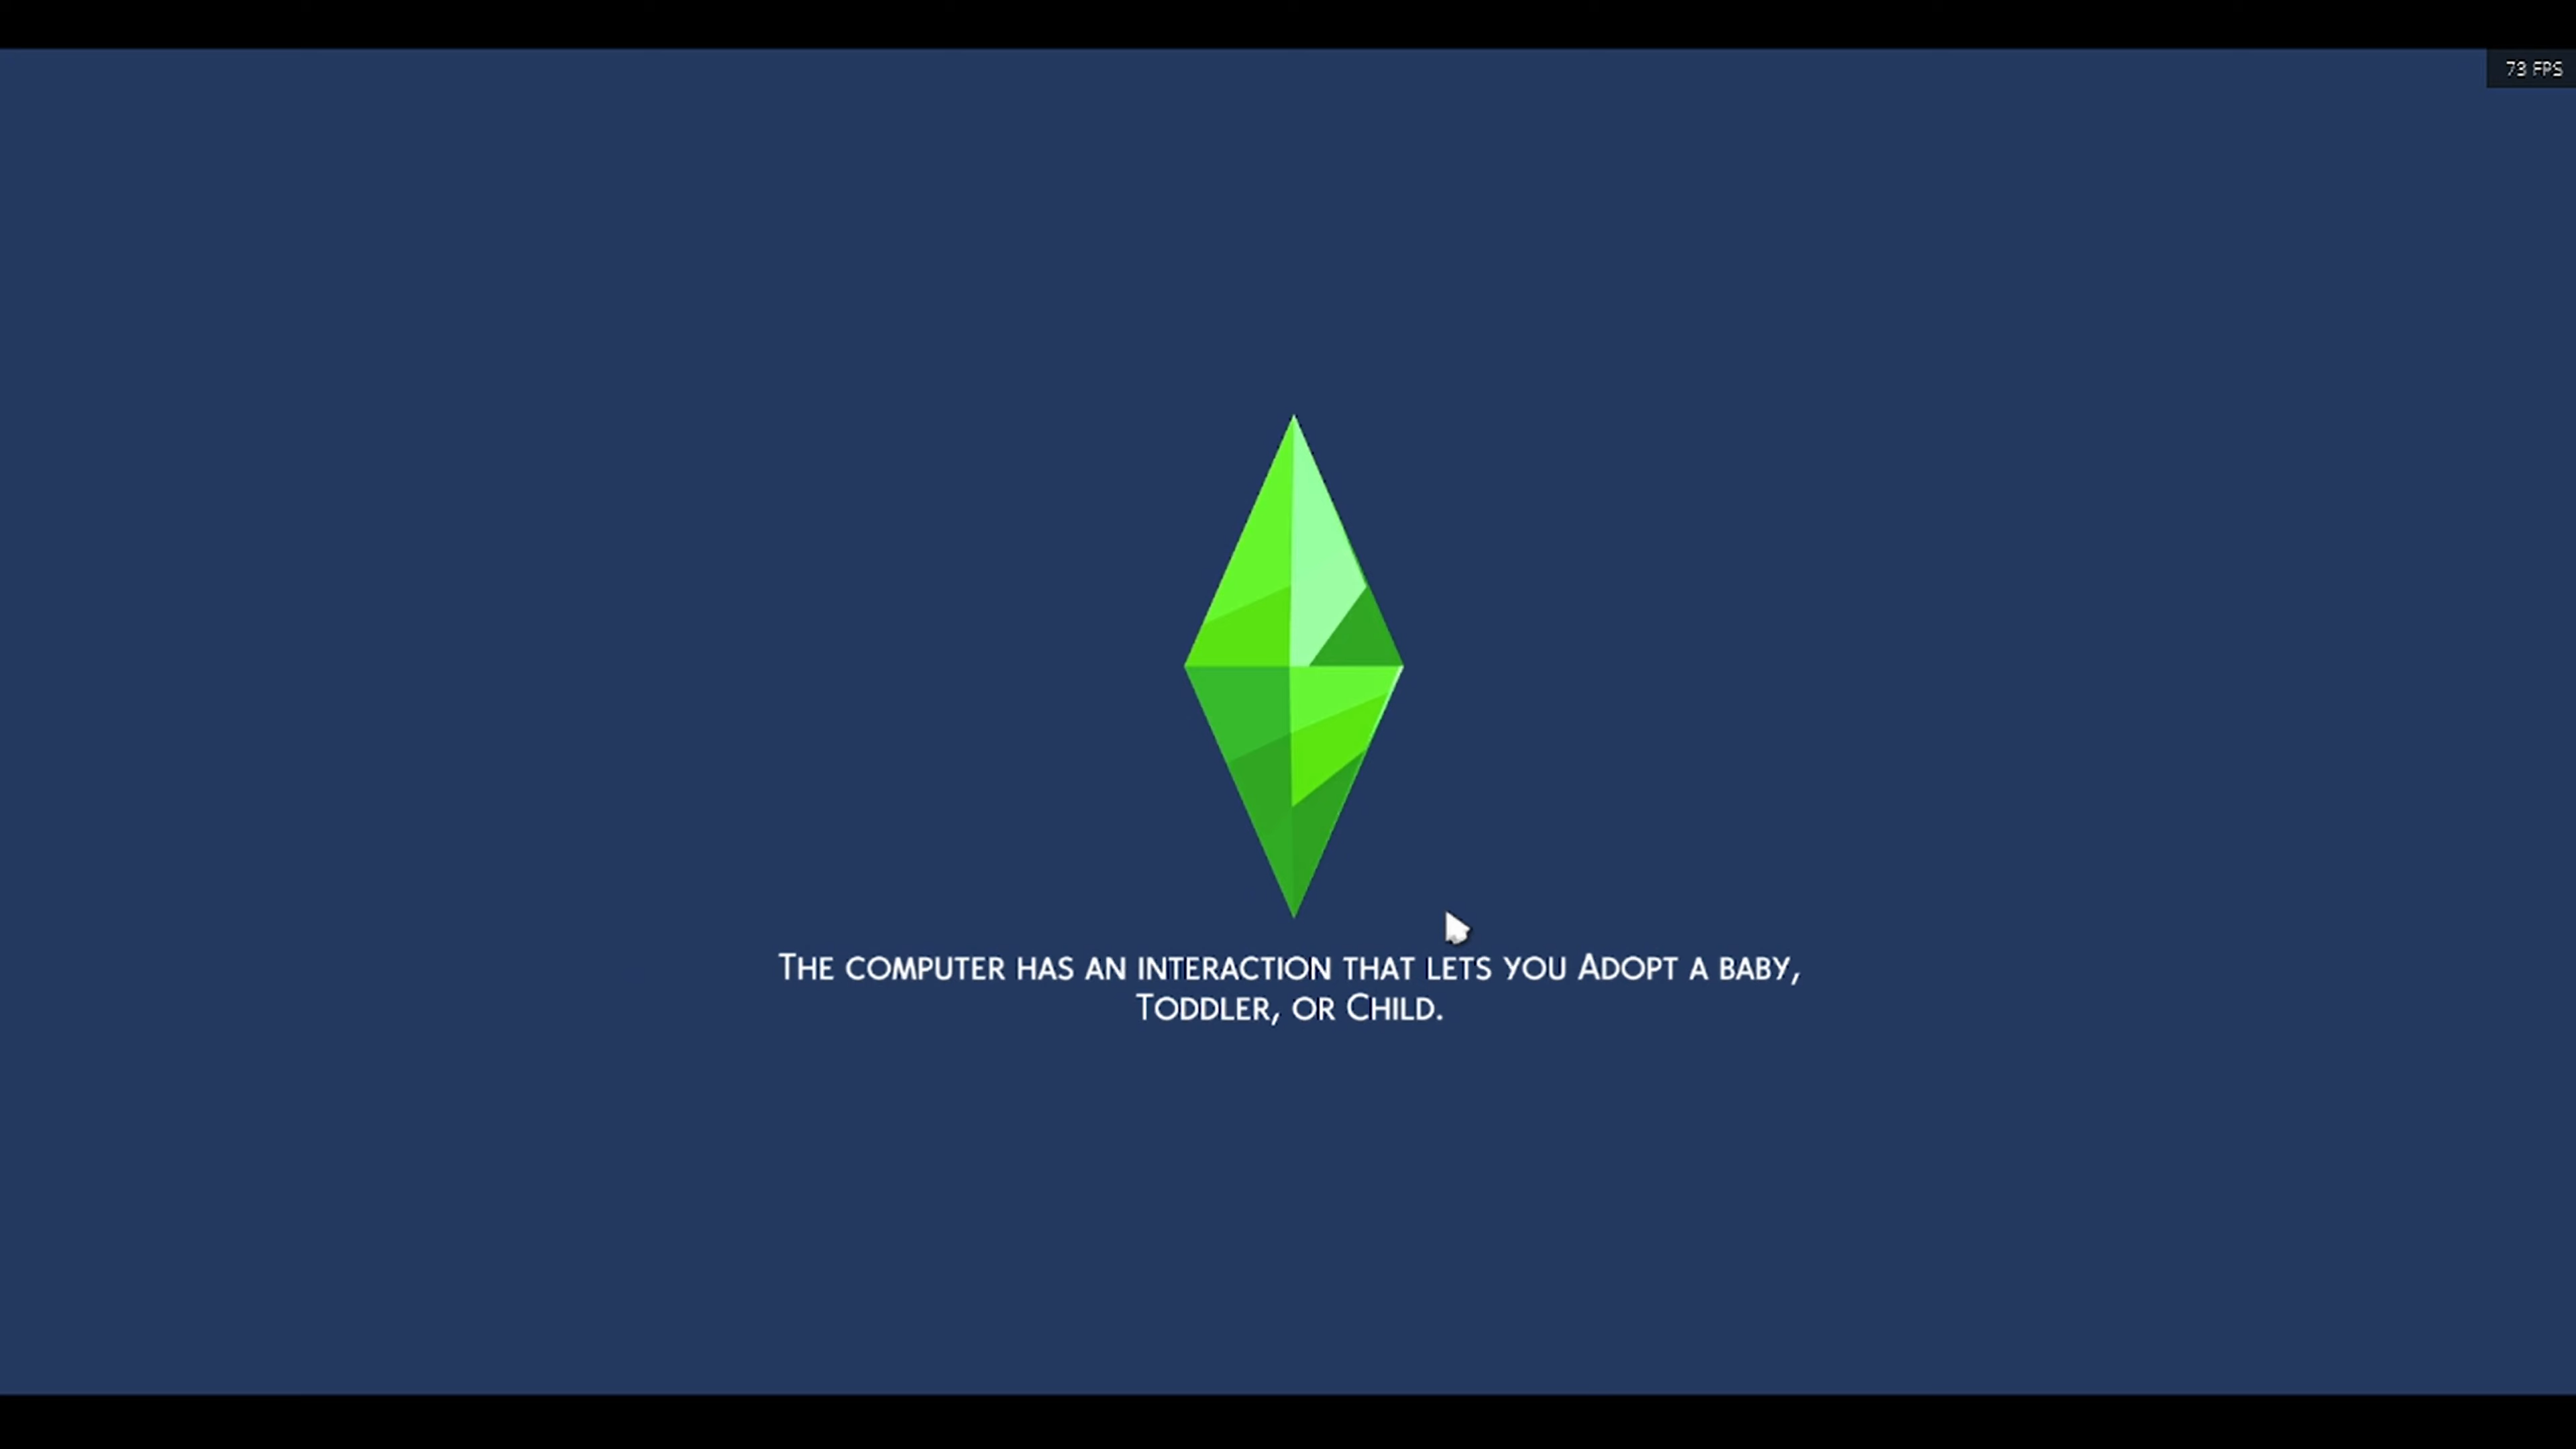 73 FPS
The computer has an interaction that lets you Adopt a baby,
Toddler, or Child.